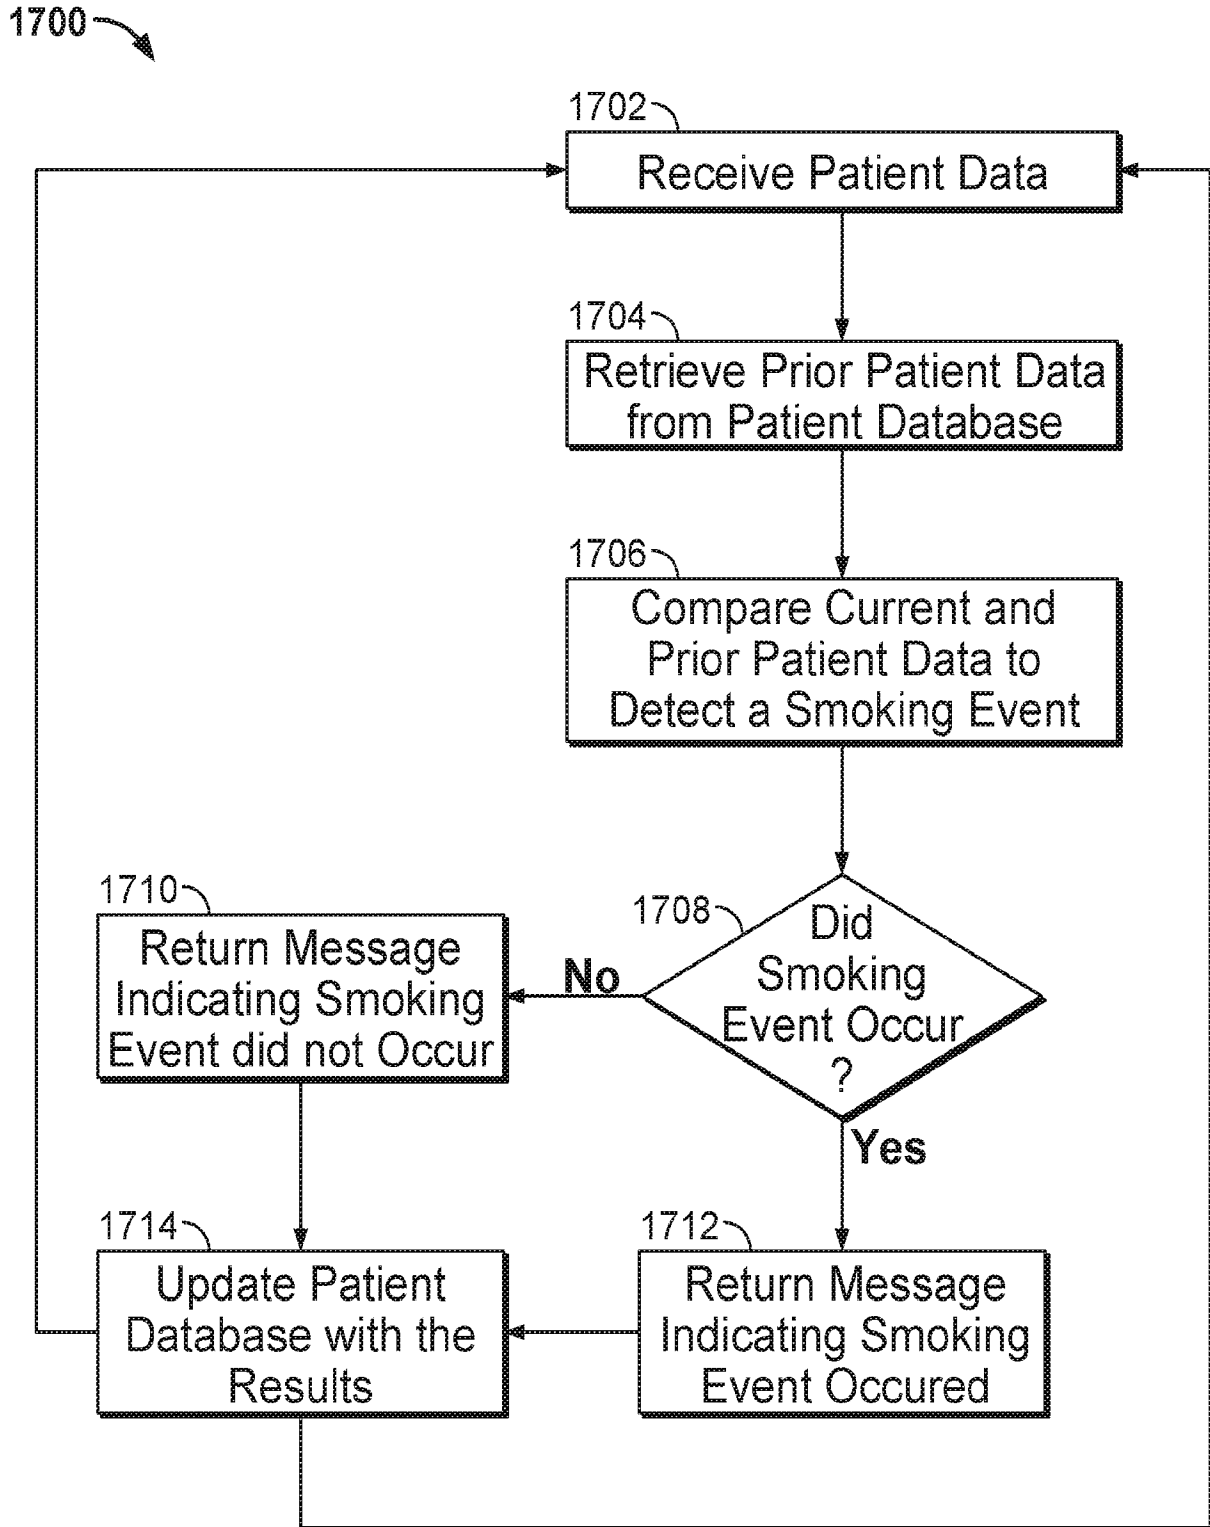 1700
1702
Receive Patient Data
1704
Retrieve Prior Patient Data
from Patient Database
1706
Compare Current and
Prior Patient Data to
Detect a Smoking Event
1708
Did
Smoking
Event Occur
?
No
Yes
1710
Return Message
Indicating Smoking
Event did not Occur
1712
Return Message
Indicating Smoking
Event Occured
1714
Update Patient
Database with the
Results